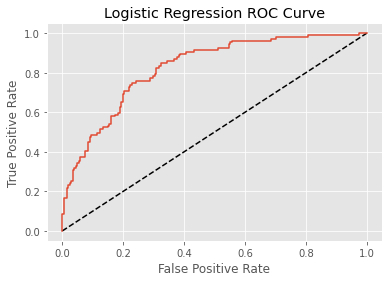 Logistic Regression ROC Curve
1.0
0.8
0.6
0.4
0.2
0.0
True Positive Rate
0.0 0.2 0.4 0.6 0.8 1.0
False Positive Rate